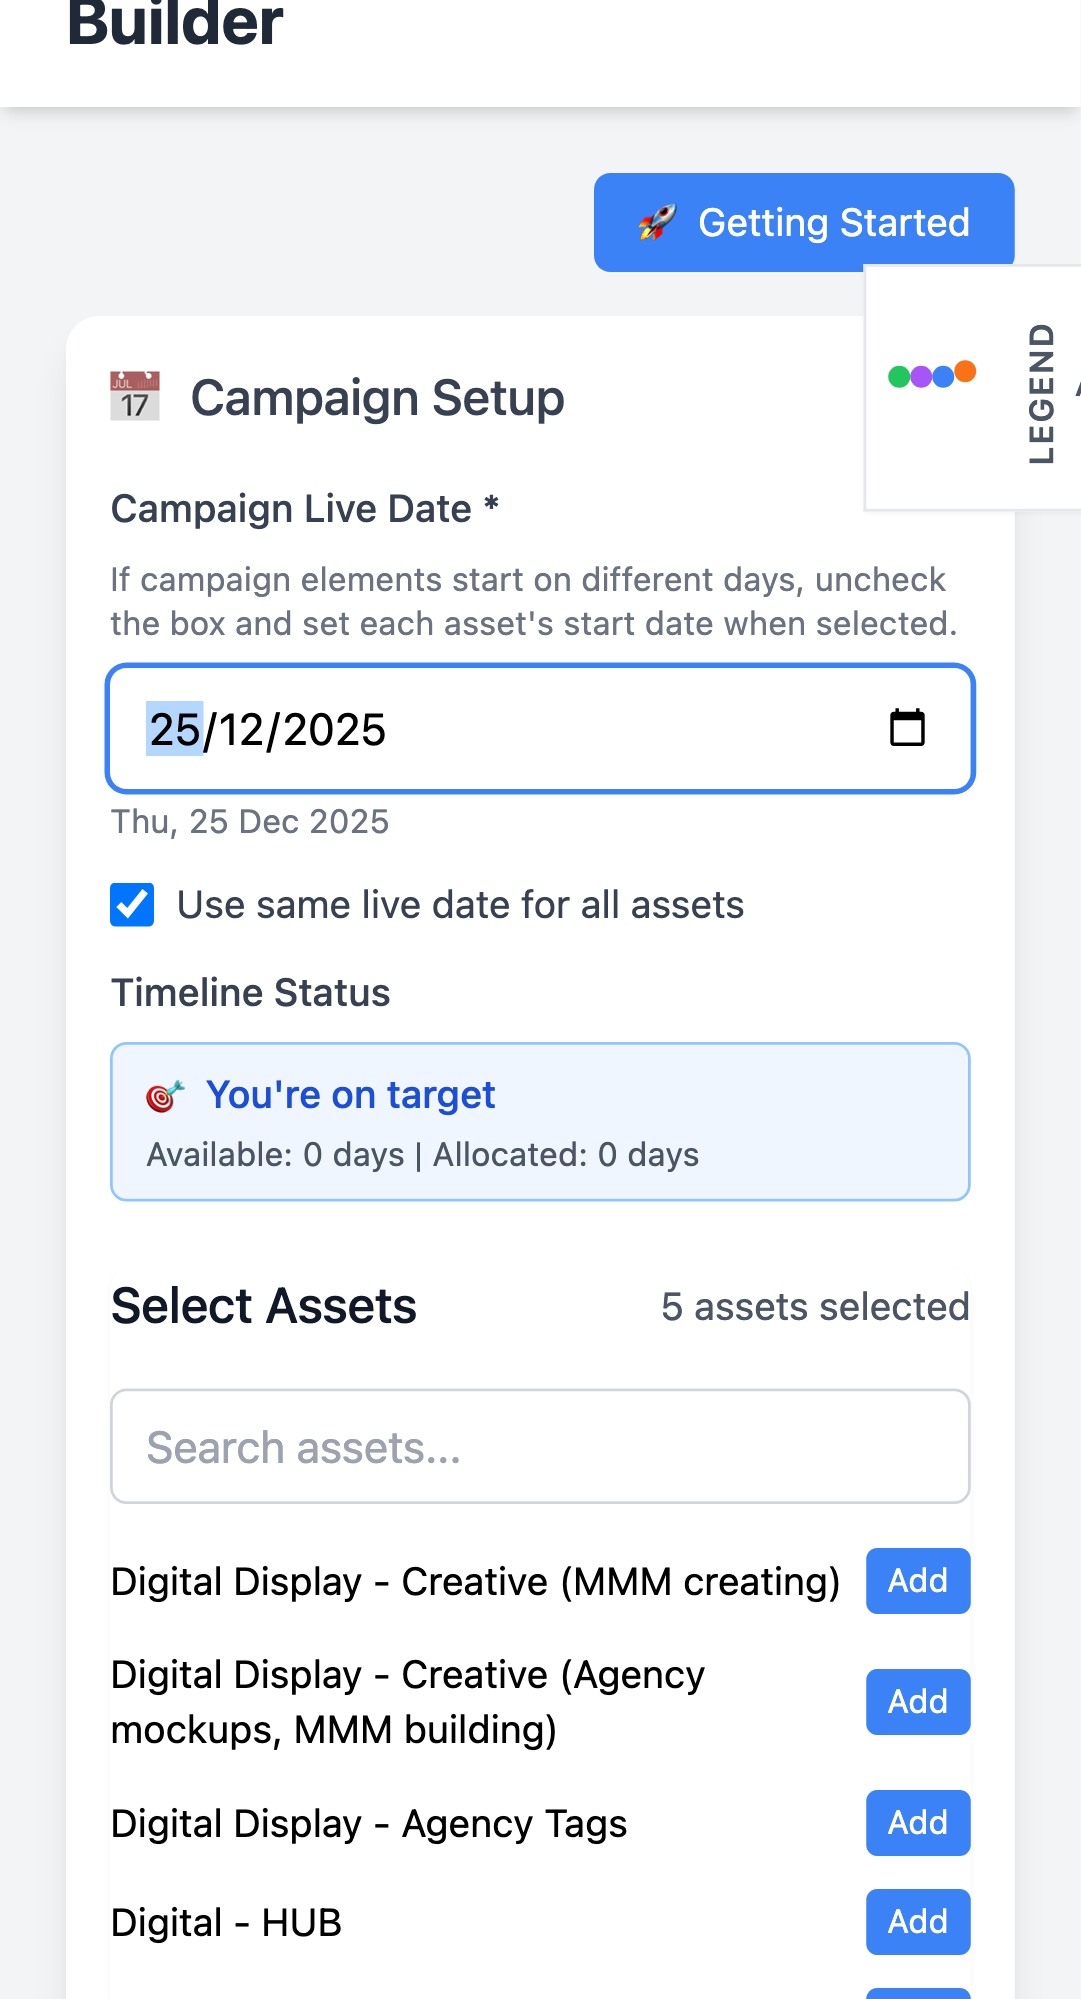 Builder
Getting Started
LEGEND
JUL
17
Campaign Setup
Campaign Live Date *
If campaign elements start on different days, uncheck
the box and set each asset's start date when selected.
25/12/2025
Thu, 25 Dec 2025
Use same live date for all assets
Timeline Status
You're on target
Available: 0 days | Allocated: 0 days
Select Assets 5 assets selected
Search assets...
Digital Display - Creative (MMM creating) Add
Digital Display - Creative (Agency
mockups, MMM building) Add
Digital Display - Agency Tags Add
Digital - HUB Add